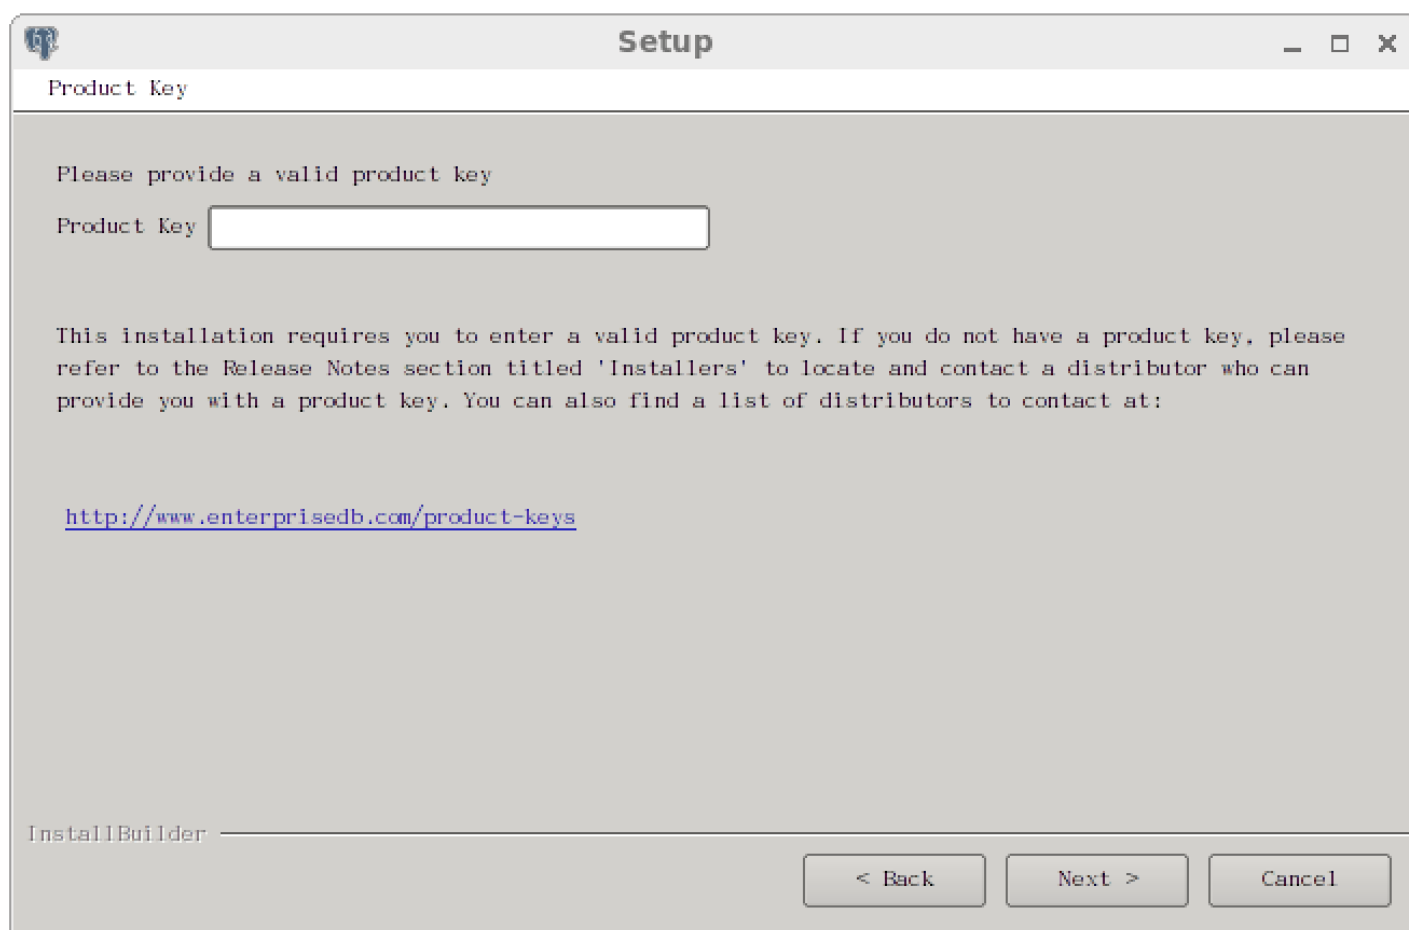 Setup
Product Key
Please provide a valid product key
Product Key
This installation requires you to enter a valid product key. If you do not have a product key, please
refer to the Release Notes section titled 'Installers' to locate and contact a distributor who can
provide you with a product key. You can also find a list of distributors to contact at:
http://www.enterprisedb.com/product-keys
InstallBuilder
< Back Next > Cancel